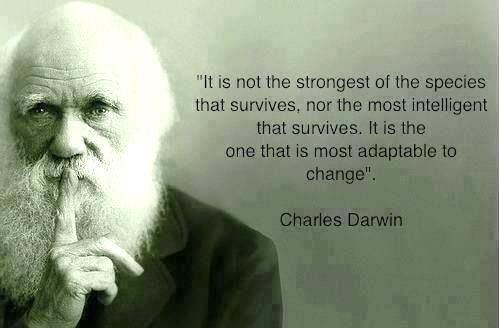 "It is not the strongest of the species
that survives, nor the most intelligent
that survives. It is the
one that is most adaptable to
change".
Charles Darwin